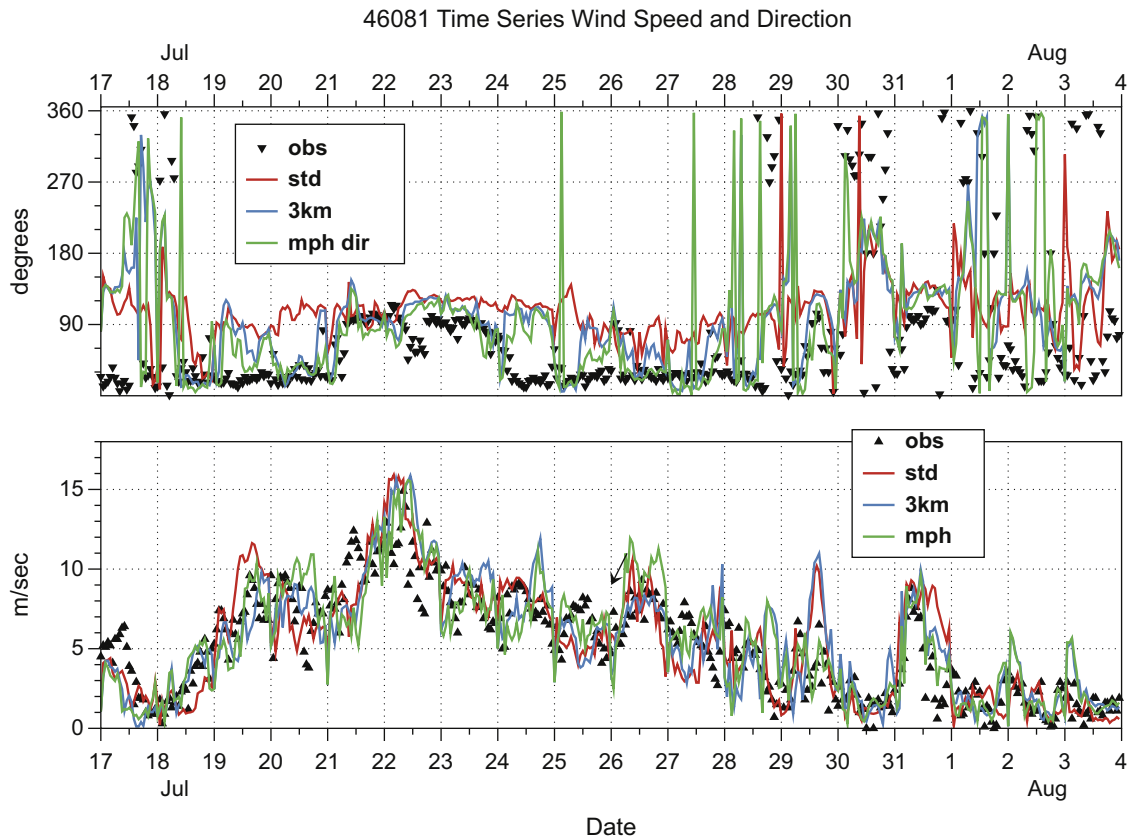 46081 Time Series Wind Speed and Direction
Jul Aug
17 18 19 20 21 22 23 24 25 26 27 28 29 30 31 1 2 3 4
360
270
180
90
degrees
obs
std
3km
mph dir
15
10
5
0
m/sec
obs
std
3km
mph
17 18 19 20 21 22 23 24 25 26 27 28 29 30 31 1 2 3 4
Jul Aug
Date